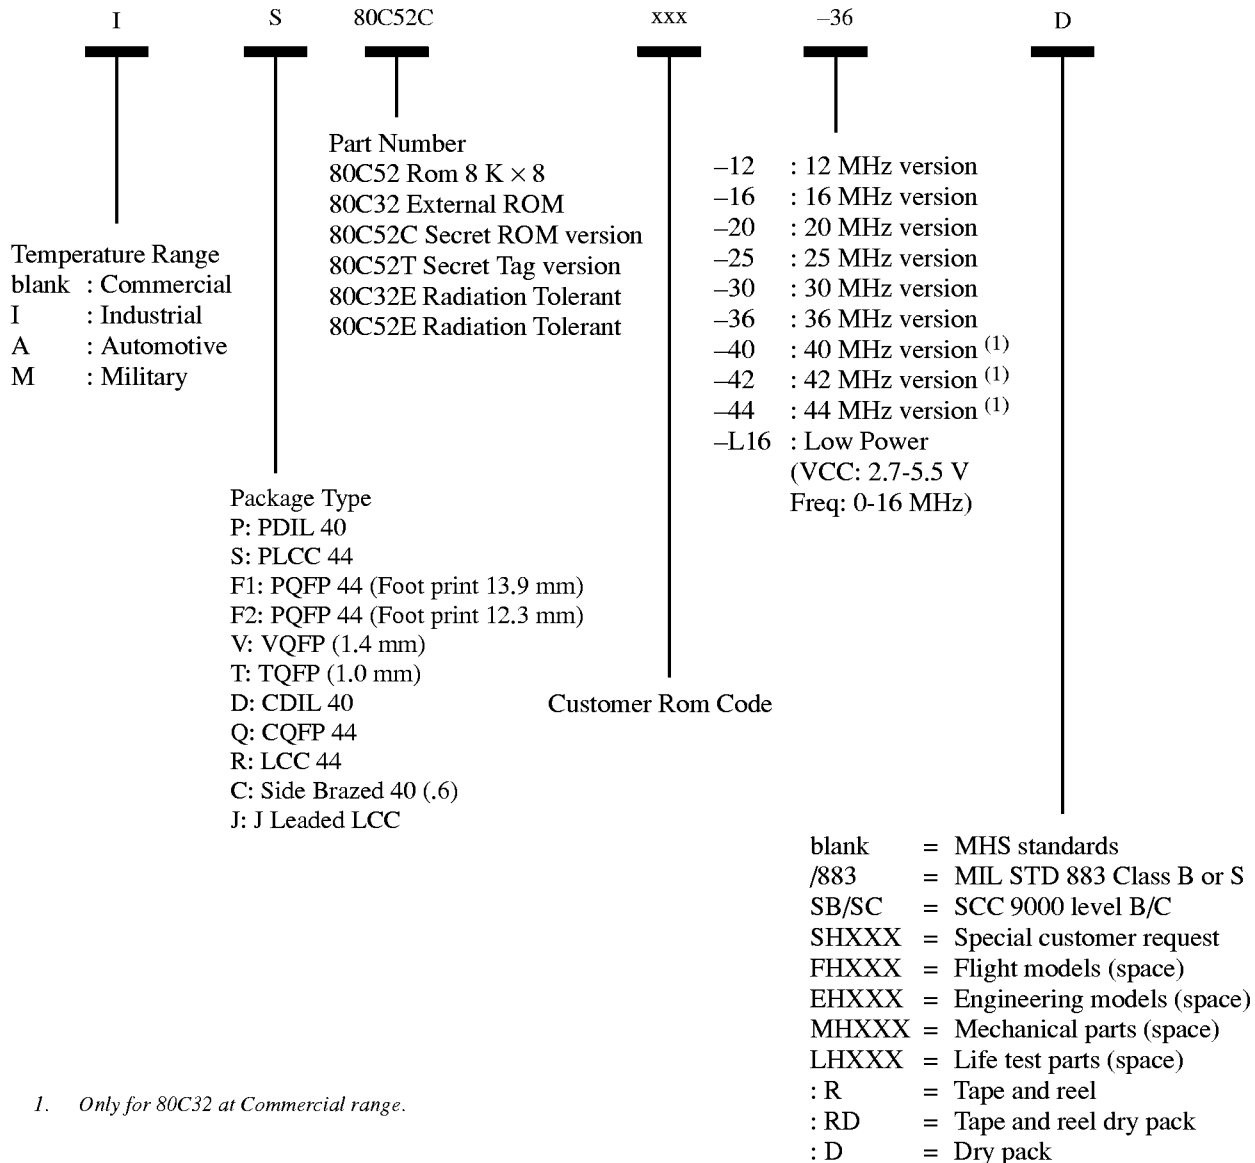 I S 80C52C xxx –36 D
Part Number
80C52 Rom 8 K × 8
80C32 External ROM
80C52C Secret ROM version
80C52T Secret Tag version
80C32E Radiation Tolerant
80C52E Radiation Tolerant
–12 : 12 MHz version
–16 : 16 MHz version
–20 : 20 MHz version
–25 : 25 MHz version
–30 : 30 MHz version
–36 : 36 MHz version
–40 : 40 MHz version (1)
–42 : 42 MHz version (1)
–44 : 44 MHz version (1)
–L16 : Low Power
(VCC: 2.7-5.5 V
Freq: 0-16 MHz)
Temperature Range
blank : Commercial
I : Industrial
A : Automotive
M : Military
Package Type
P: PDIL 40
S: PLCC 44
F1: PQFP 44 (Foot print 13.9 mm)
F2: PQFP 44 (Foot print 12.3 mm)
V: VQFP (1.4 mm)
T: TQFP (1.0 mm)
D: CDIL 40
Q: CQFP 44
R: LCC 44
C: Side Brazed 40 (.6)
J: J Leaded LCC
Customer Rom Code
blank = MHS standards
/883 = MIL STD 883 Class B or S
SB/SC = SCC 9000 level B/C
SHXXX = Special customer request
FHXXX = Flight models (space)
EHXXX = Engineering models (space)
MHXXX = Mechanical parts (space)
LHXXX = Life test parts (space)
: R = Tape and reel
: RD = Tape and reel dry pack
: D = Dry pack
1. Only for 80C32 at Commercial range.